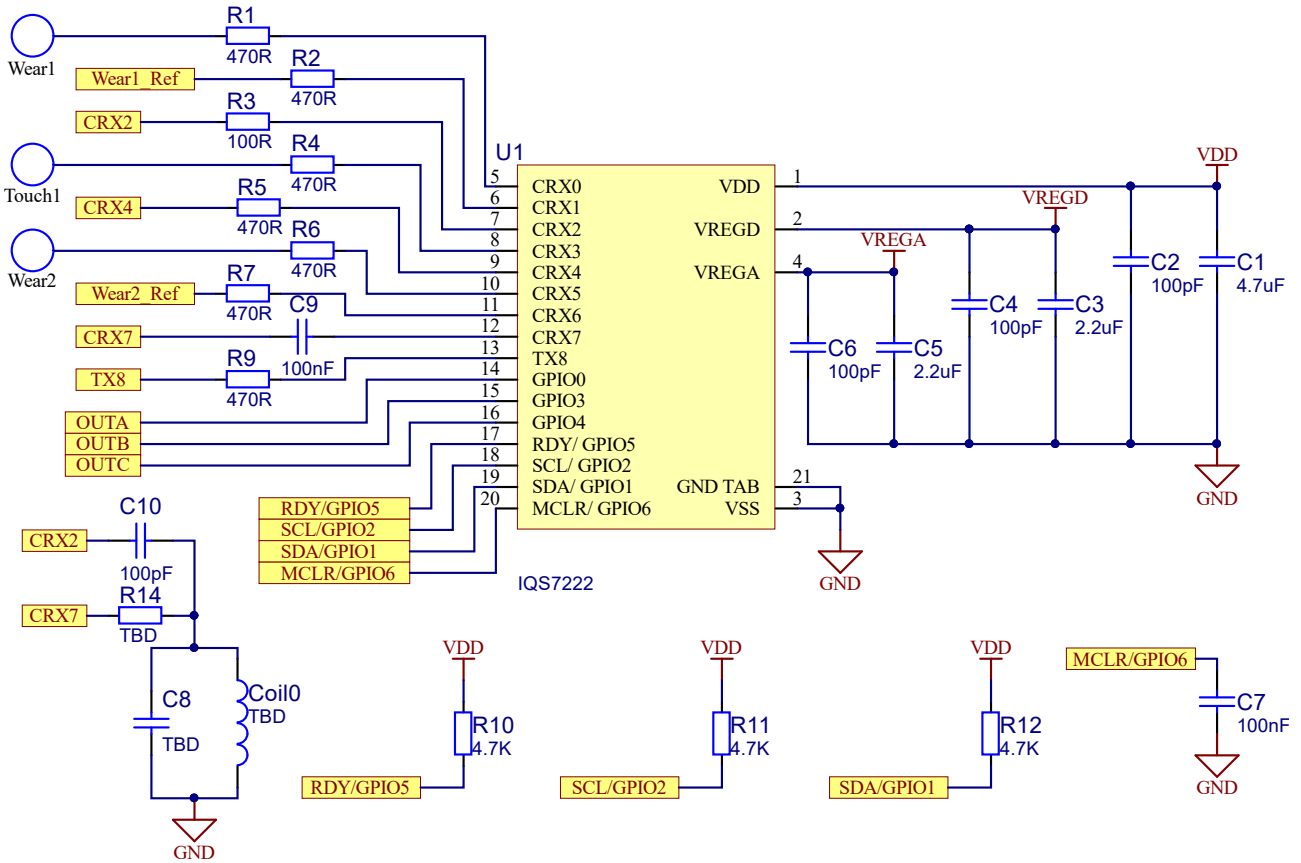 R1
470R
Wear1
R2
Wear1_Ref
470R
R3
CRX2
100R
R4
Touch1
470R
R5
CRX4
470R
R6
Wear2
470R
R7
Wear2_Ref
470R
C9
CRX7
100nF
R9
TX8
470R
OUTA
OUTB
OUTC
RDY/GPIO5
SCL/GPIO2
SDA/GPIO1
MCLR/GPIO6
U1
5 CRX0
6 CRX1
7 CRX2
8 CRX3
9 CRX4
10 CRX5
11 CRX6
12 CRX7
13 TX8
14 GPIO0
15 GPIO3
16 GPIO4
17 RDY/ GPIO5
18 SCL/ GPIO2
19 SDA/ GPIO1
20 MCLR/ GPIO6
VDD 1
VREGD 2
VREGA 4
GND TAB 21
VSS 3
IQS7222
GND
VDD
VREGD
VREGA
C2
100pF
C1
4.7uF
C4
100pF
C3
2.2uF
C6
100pF
C5
2.2uF
GND
C10
CRX2
100pF
R14
CRX7
TBD
C8
TBD
Coil0
TBD
GND
VDD
R10
4.7K
RDY/GPIO5
VDD
R11
4.7K
SCL/GPIO2
VDD
R12
4.7K
SDA/GPIO1
MCLR/GPIO6
C7
100nF
GND